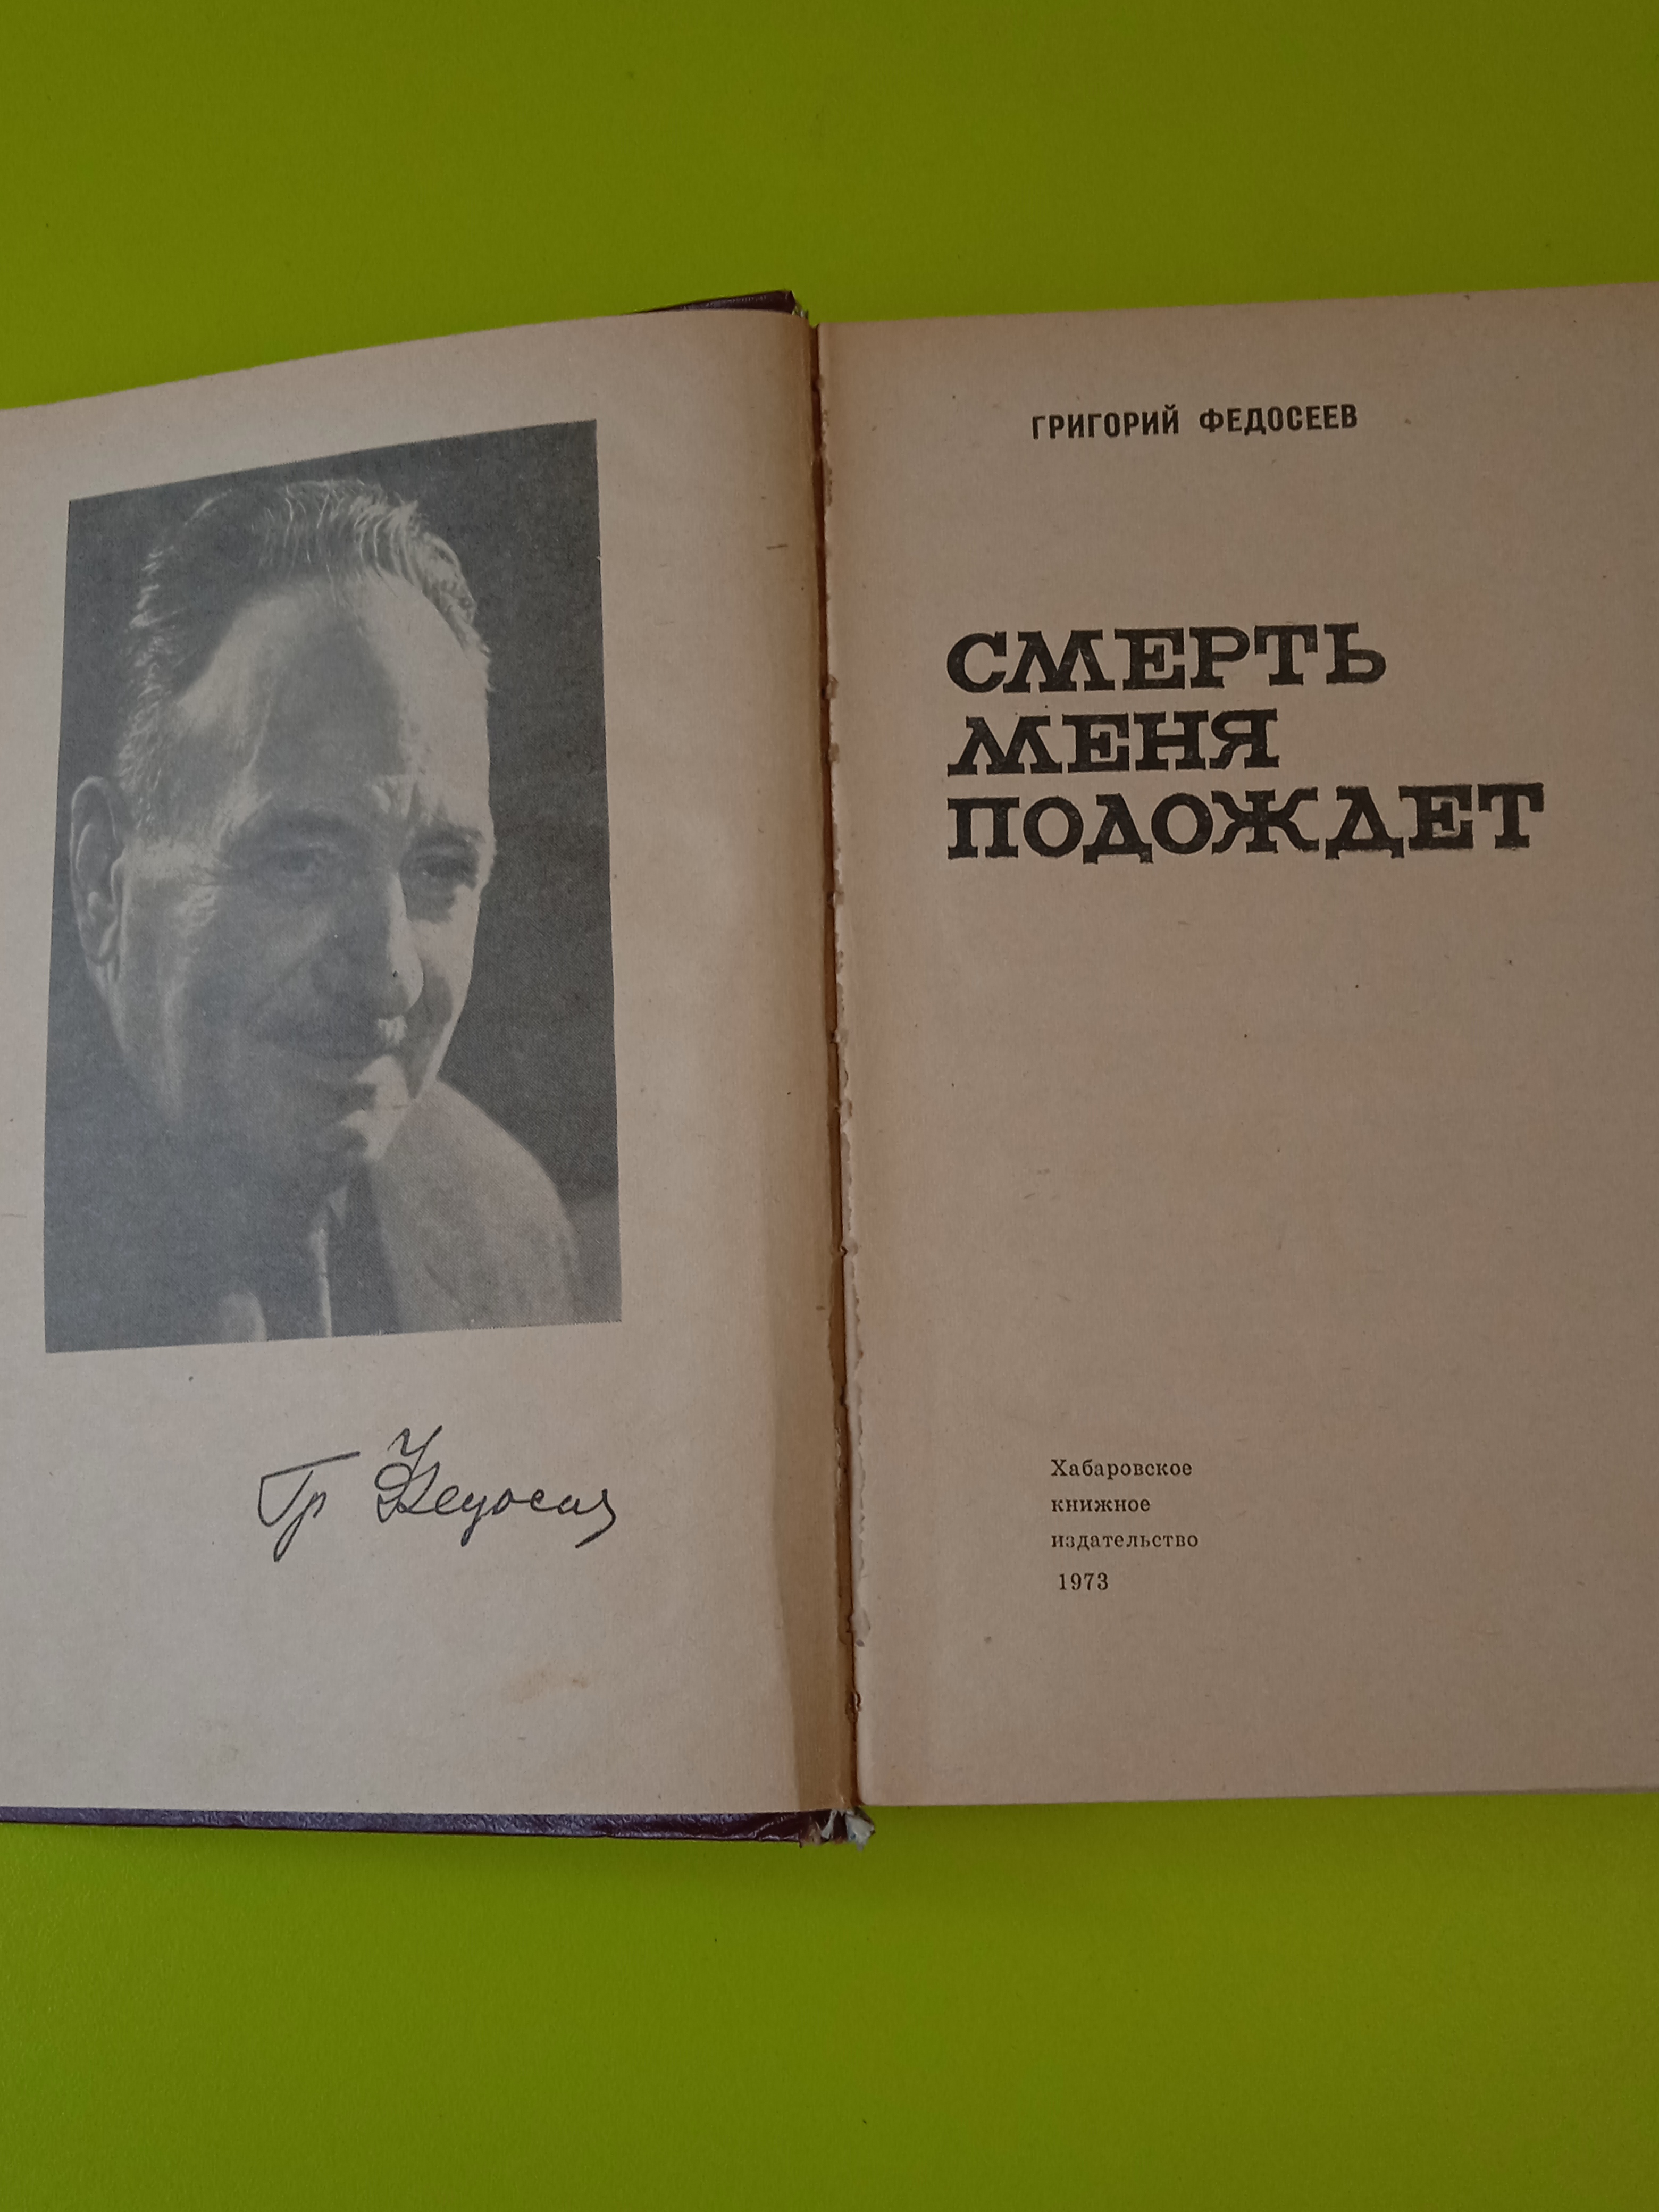 Гр Федосеев
ГРИГОРИЙ ФЕДОСЕЕВ
СМЕРТЬ
МЕНЯ
ПОДОЖДЕТ
Хабаровское
книжное
издательство
1973